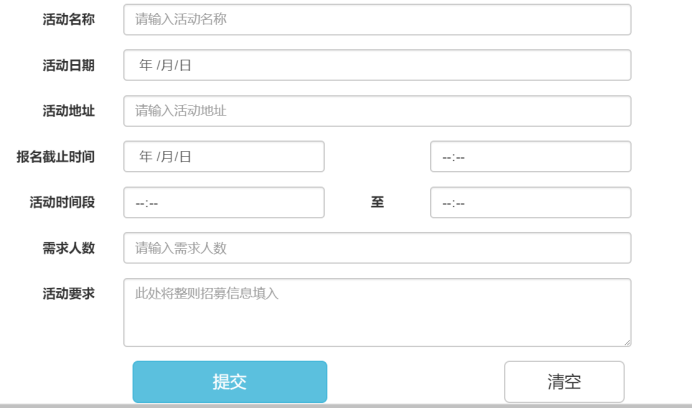 活动名称 请输入活动名称
活动日期 年 /月/日
活动地址 请输入活动地址
报名截止时间 年 /月/日 --:--
活动时间段 --:-- 至 --:--
需求人数 请输入需求人数
活动要求 此处将整则招募信息填入
提交 清空